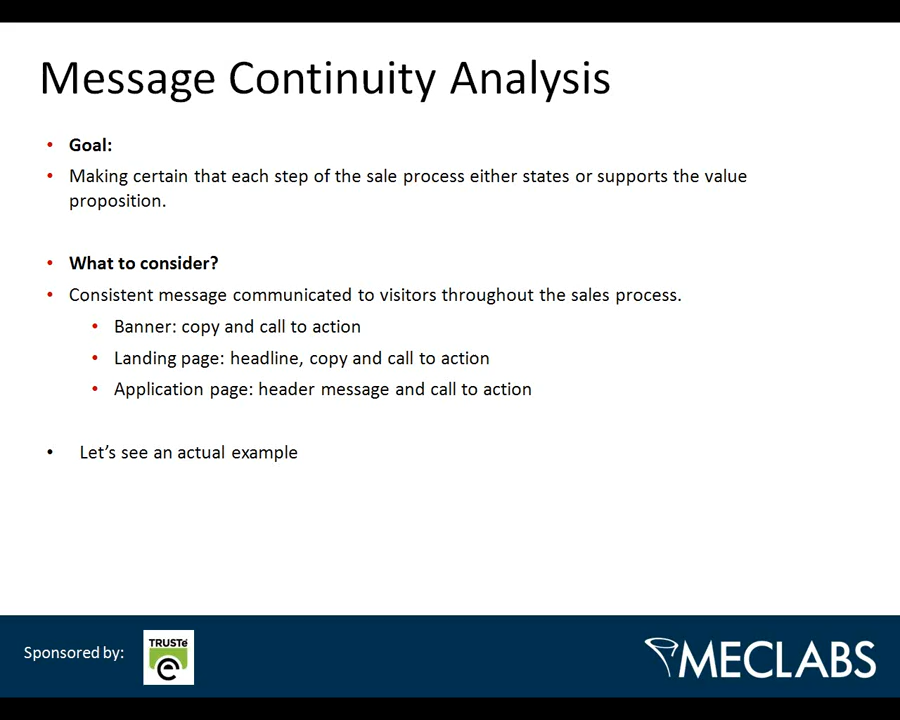 Message Continuity Analysis
• Goal:
• Making certain that each step of the sale process either states or supports the value
proposition.
• What to consider?
• Consistent message communicated to visitors throughout the sales process.
• Banner: copy and call to action
• Landing page: headline, copy and call to action
• Application page: header message and call to action
• Let's see an actual example
Sponsored by:
TRUSTe
e
MECLABS